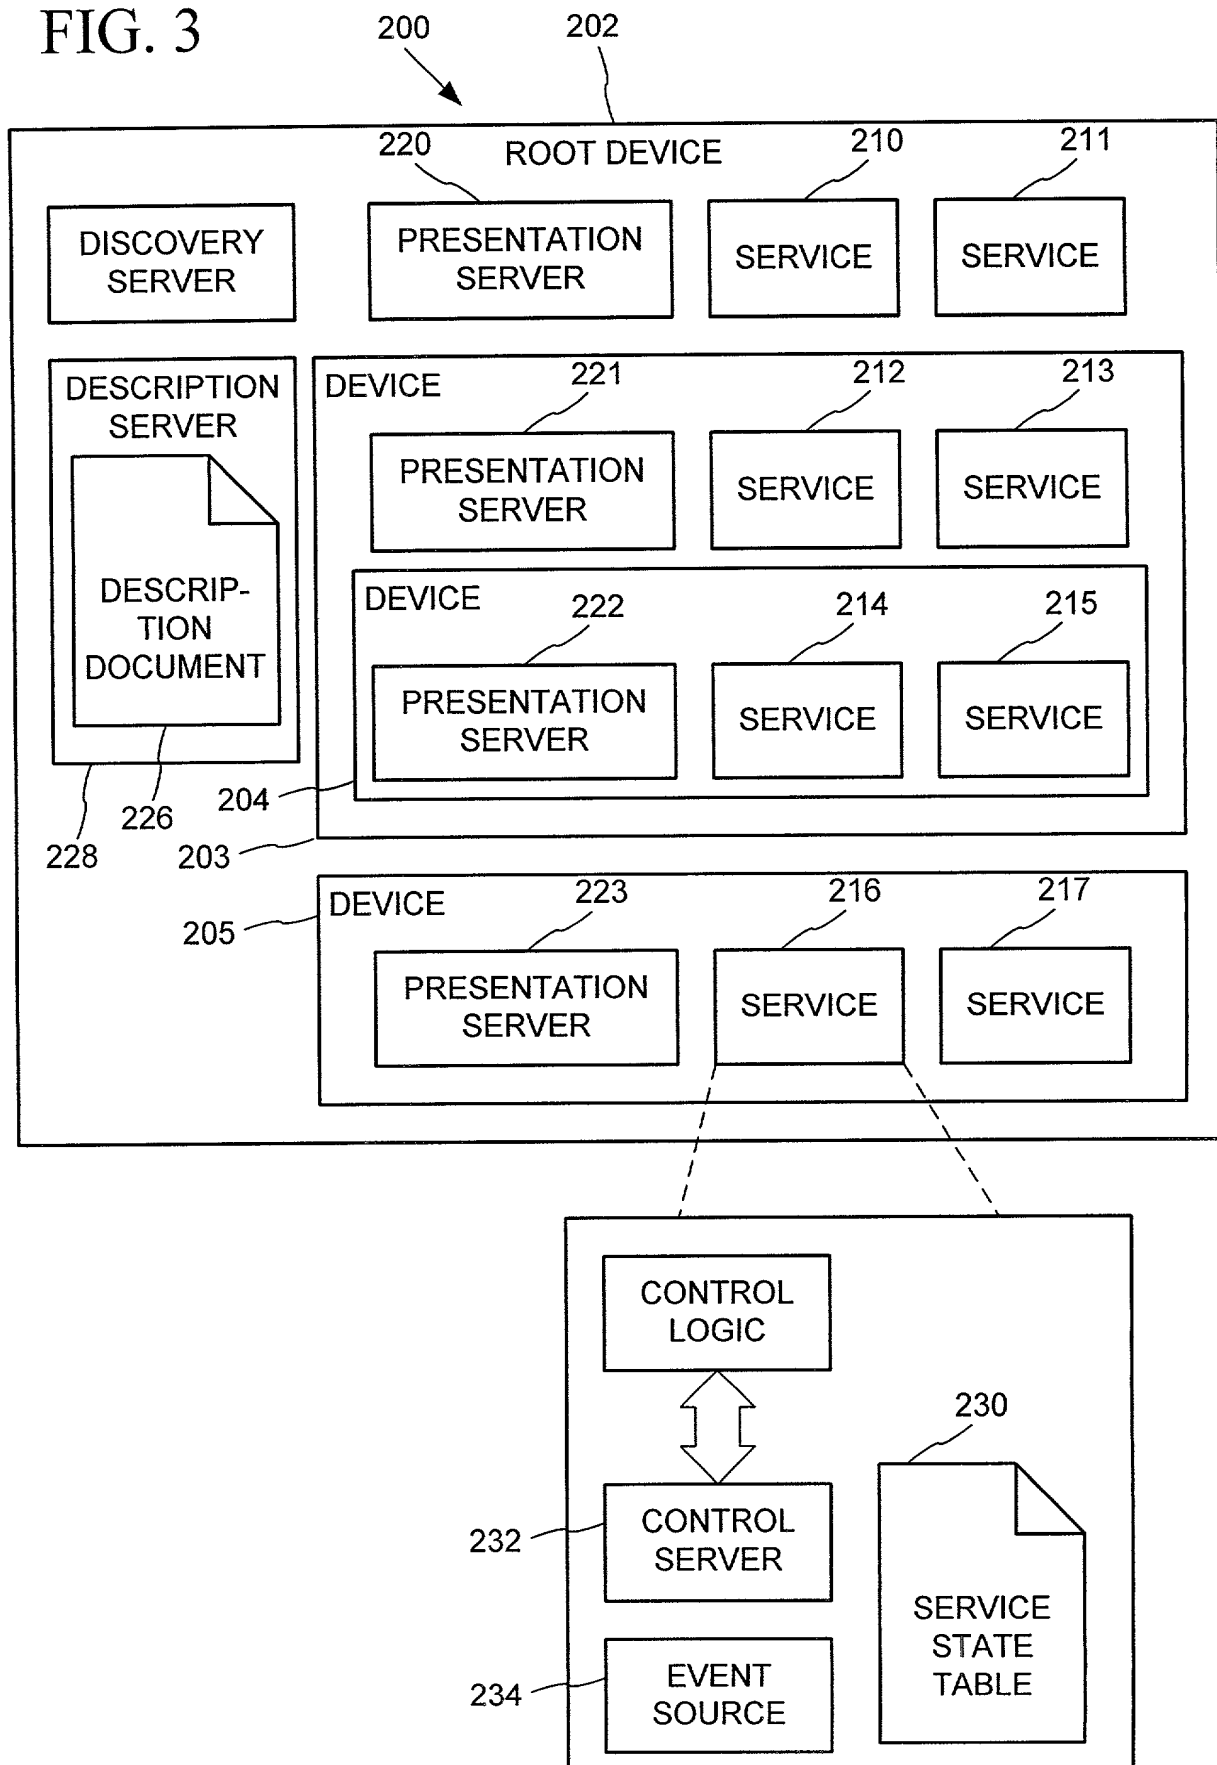 FIG. 3
200
202
ROOT DEVICE
220
210
211
DISCOVERY
SERVER
PRESENTATION
SERVER
SERVICE
SERVICE
DESCRIPTION
SERVER
DESCRIP-
TION
DOCUMENT
226
228
DEVICE
221
212
213
PRESENTATION
SERVER
SERVICE
SERVICE
DEVICE
222
214
215
PRESENTATION
SERVER
SERVICE
SERVICE
204
203
DEVICE
205
223
216
217
PRESENTATION
SERVER
SERVICE
SERVICE
CONTROL
LOGIC
230
232
CONTROL
SERVER
SERVICE
STATE
TABLE
234
EVENT
SOURCE